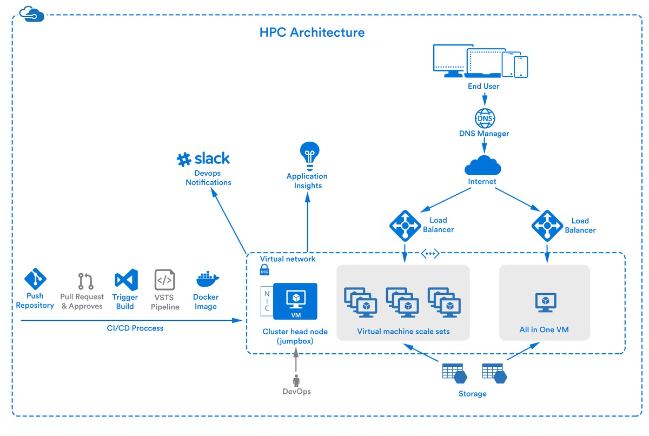 HPC Architecture
End User
DNS
DNS Manager
Internet
slack
Devops
Notifications
Application
Insights
Load
Balancer
Load
Balancer
Virtual network
Push
Repository
Pull Request
& Approves
Trigger
Build
VSTS
Pipeline
Docker
Image
CI/CD Proccess
N
I
C
VM
Cluster head node
(jumpbox)
Virtual machine scale sets
All in One VM
DevOps
Storage